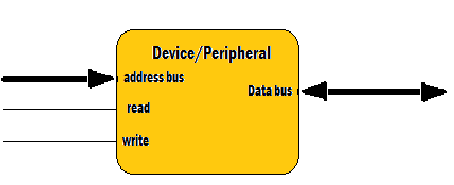 Device/Peripheral
address bus
Data bus
read
write